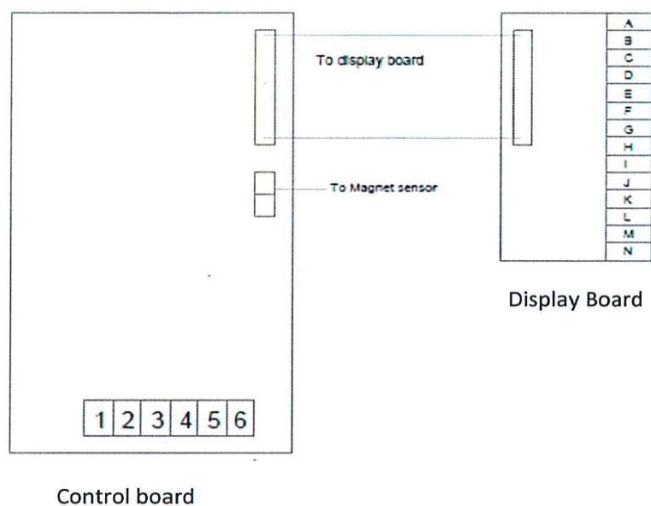 To display board
To Magnet sensor
1 2 3 4 5 6
Control board
A
B
C
D
E
F
G
H
I
J
K
L
M
N
Display Board